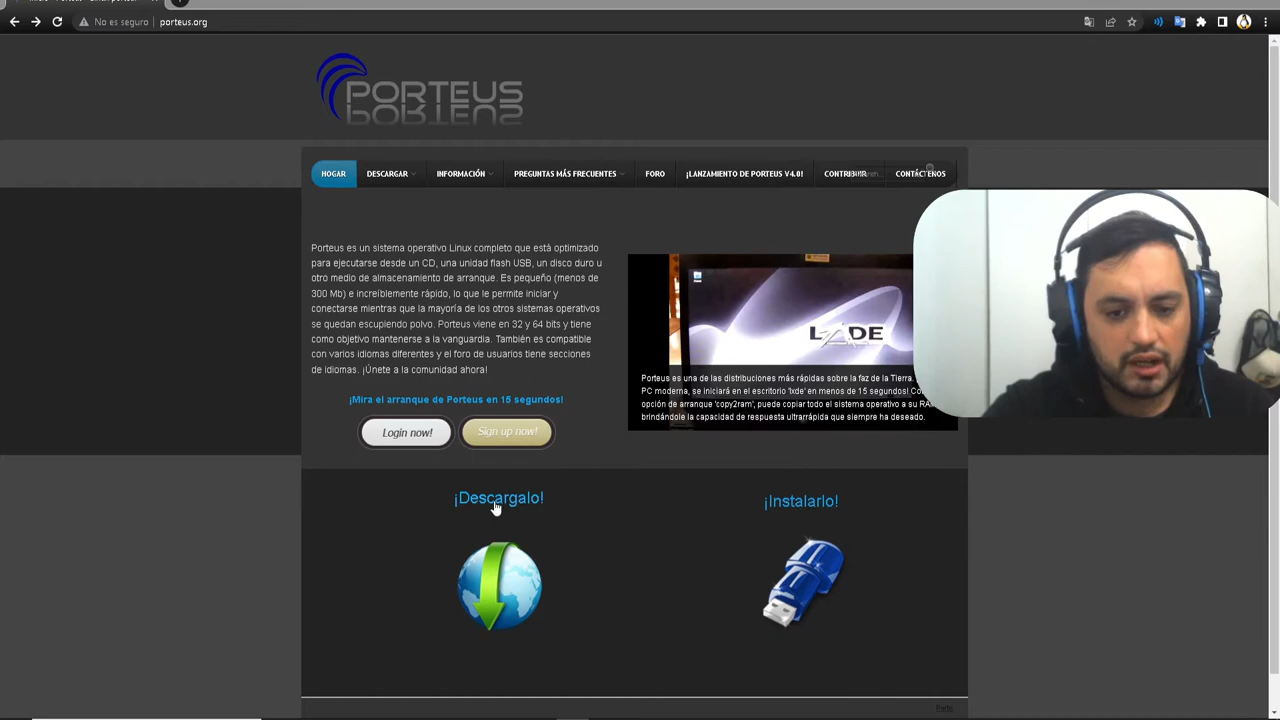 No es seguro | porteus.org
PORTEUS
HOGAR DESCARGAR INFORMACIÓN PREGUNTAS MÁS FRECUENTES FORO ¡LANZAMIENTO DE PORTEUS V4.0! CONTRIBUIR CONTÁCTENOS
Porteus es un sistema operativo Linux completo que está optimizado
para ejecutarse desde un CD, una unidad flash USB, un disco duro u
otro medio de almacenamiento de arranque. Es pequeño (menos de
300 Mb) e increíblemente rápido, lo que le permite iniciar y
conectarse mientras que la mayoría de los otros sistemas operativos
se quedan escupiendo polvo. Porteus viene en 32 y 64 bits y tiene
como objetivo mantenerse a la vanguardia. También es compatible
con varios idiomas diferentes y el foro de usuarios tiene secciones
de idiomas. ¡Únete a la comunidad ahora!
¡Mira el arranque de Porteus en 15 segundos!
Login now! Sign up now!
Porteus es una de las distribuciones más rápidas sobre la faz de la Tierra.
PC moderna, se iniciará en el escritorio 'lxde' en menos de 15 segundos!
opción de arranque 'copy2ram', puede copiar todo el sistema operativo a su
brindándole la capacidad de respuesta ultrarrápida que siempre ha deseado.
¡Descargalo!
¡Instalarlo!